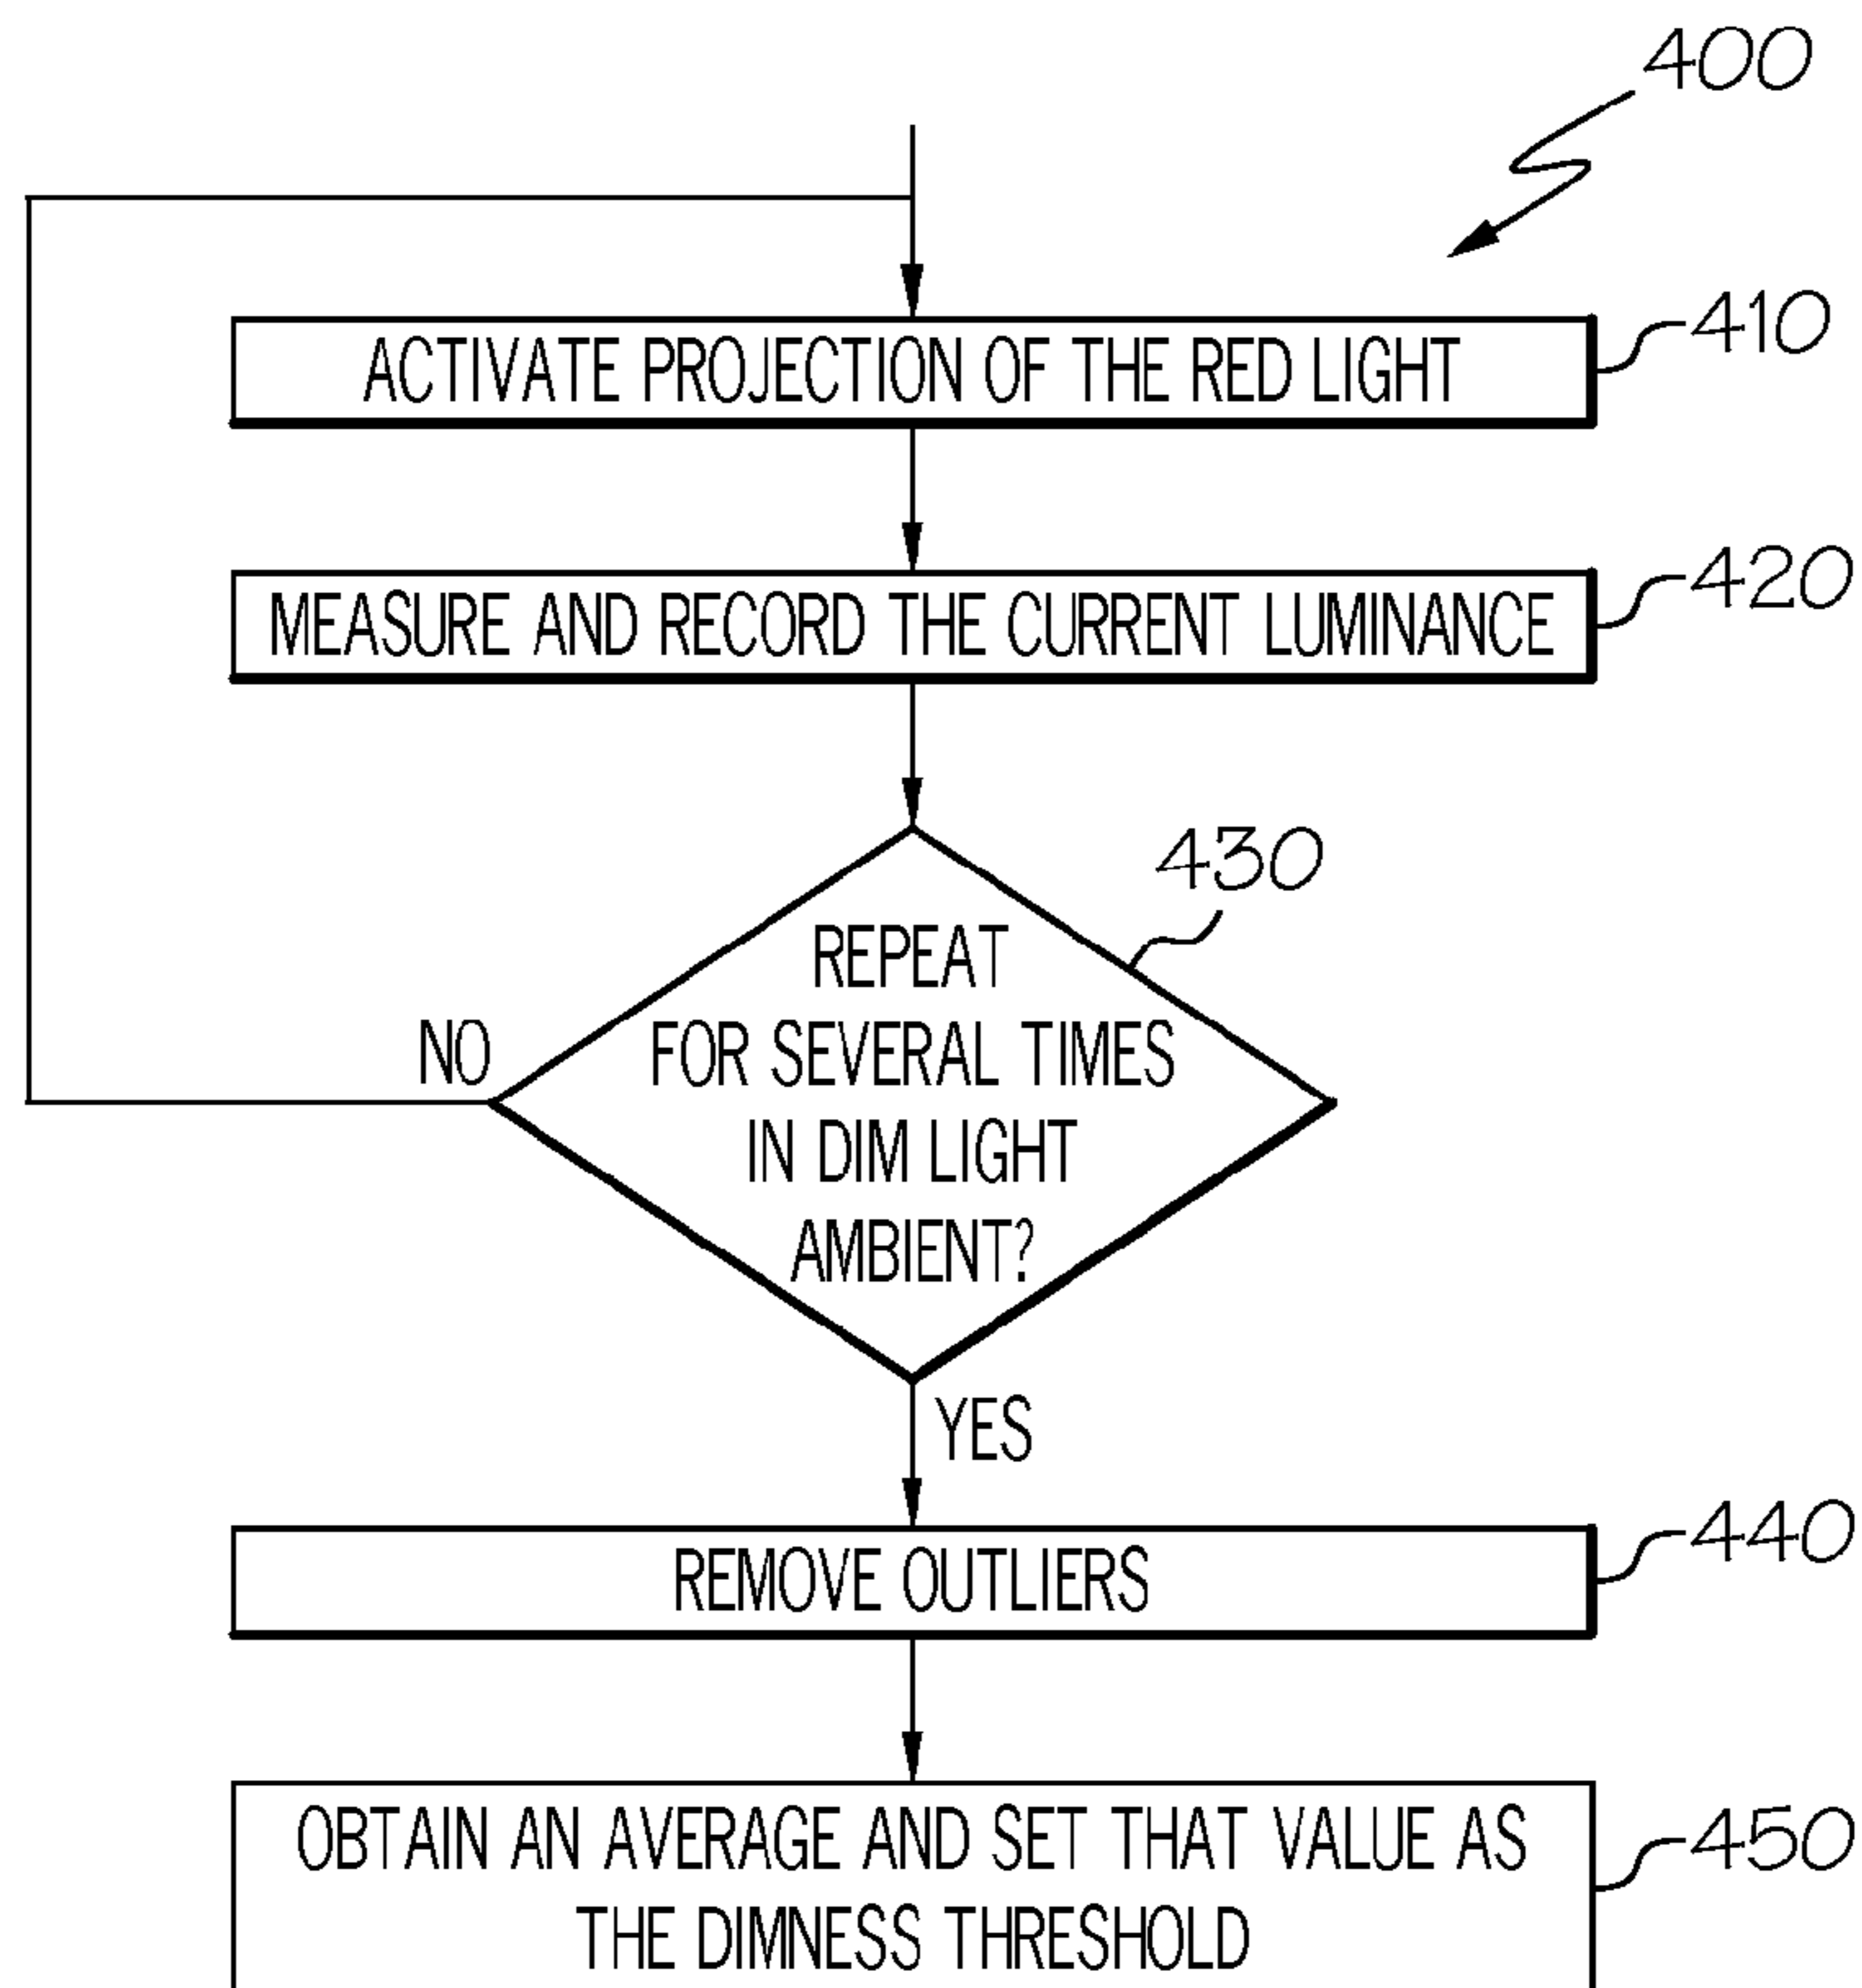 400
ACTIVATE PROJECTION OF THE RED LIGHT
410
MEASURE AND RECORD THE CURRENT LUMINANCE
420
430
REPEAT
FOR SEVERAL TIMES
IN DIM LIGHT
AMBIENT?
NO
YES
REMOVE OUTLIERS
440
OBTAIN AN AVERAGE AND SET THAT VALUE AS
THE DIMNESS THRESHOLD
450